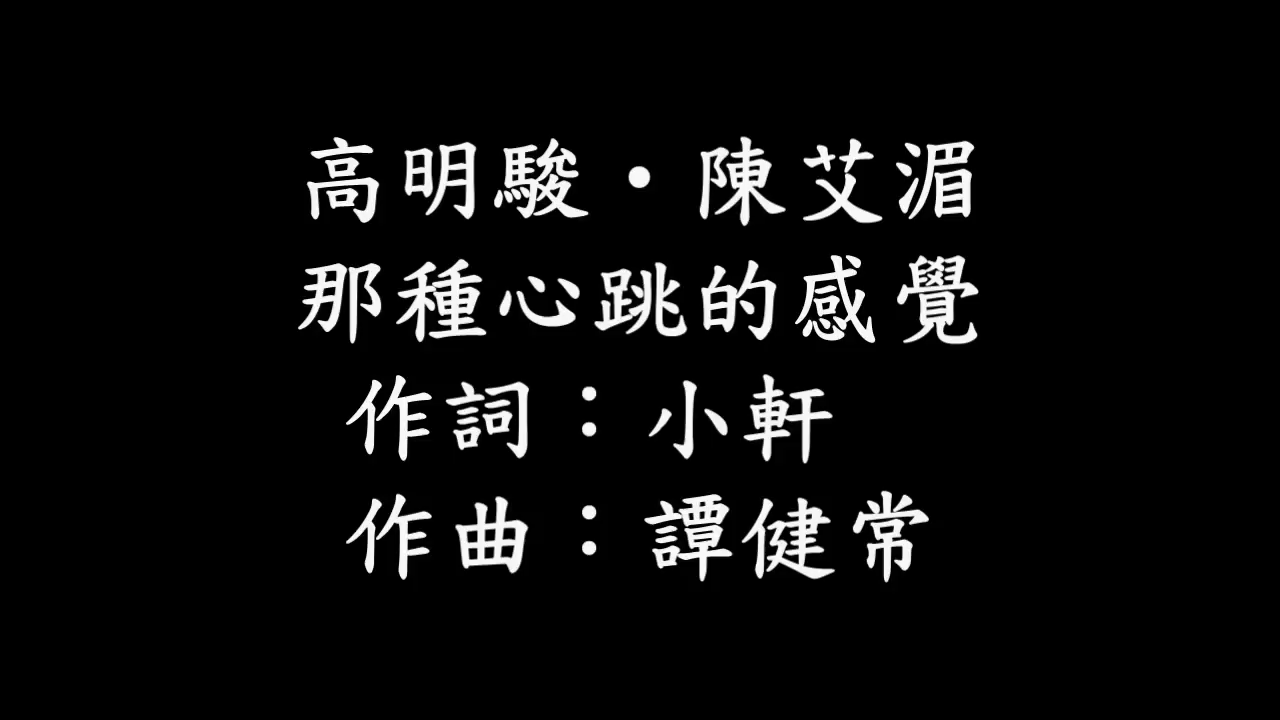 高明駿・陳艾湄
那種心跳的感覺
作詞：小軒
作曲：譚健常